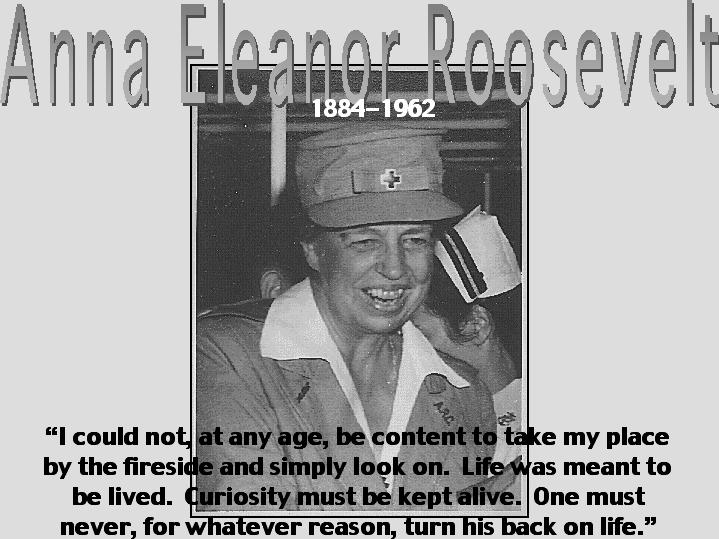 Anna Eleanor Roosevelt
1884–1962
A.R.C.
“I could not, at any age, be content to take my place
by the fireside and simply look on.  Life was meant to
be lived.  Curiosity must be kept alive.  One must
never, for whatever reason, turn his back on life.”